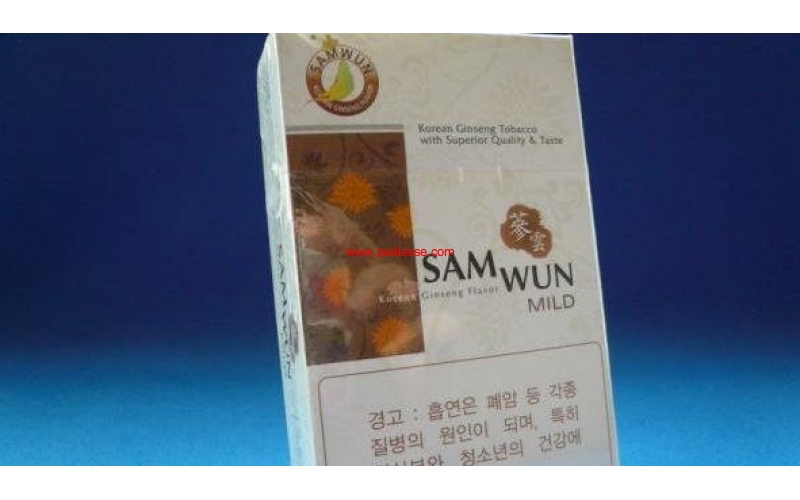 SAMWUN
Korean Ginseng Tobacco
with Superior Quality & Taste
蔘雲
SAMWUN
MILD
Korean Ginseng Flavor
SAMWUN
경고 : 흡연은 폐암 등 각종
질병의 원인이 되며, 특히
청소년의 건강에